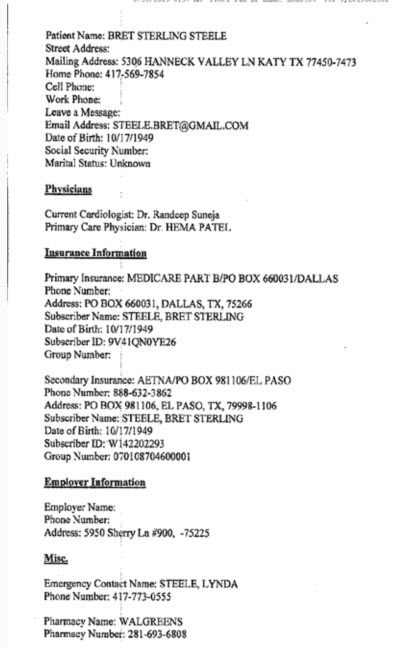 Patient Name: BRET STERLING STEELE
Street Address:
Mailing Address: 5306 HANNECK VALLEY LN KATY TX 77450-7473
Home Phone: 417-569-7854
Cell Phone:
Work Phone:
Leave a Message:
Email Address: STEELE.BRET@GMAIL.COM
Date of Birth: 10/17/1949
Social Security Number:
Marital Status: Unknown
Physicians
Current Cardiologist: Dr. Randeep Suneja
Primary Care Physician: Dr. HEMA PATEL
Insurance Information
Primary Insurance: MEDICARE PART B/PO BOX 660031/DALLAS
Phone Number:
Address: PO BOX 660031, DALLAS, TX, 75266
Subscriber Name: STEELE, BRET STERLING
Date of Birth: 10/17/1949
Subscriber ID: 9V41QN0YE26
Group Number:
Secondary Insurance: AETNA/PO BOX 981106/EL PASO
Phone Number: 888-632-3862
Address: PO BOX 981106, EL PASO, TX, 79998-1106
Subscriber Name: STEELE, BRET STERLING
Date of Birth: 10/17/1949
Subscriber ID: W142202293
Group Number: 070108704600001
Employer Information
Employer Name:
Phone Number:
Address: 5950 Sherry Ln #900, -75225
Misc.
Emergency Contact Name: STEELE, LYNDA
Phone Number: 417-773-0555
Pharmacy Name: WALGREENS
Pharmacy Number: 281-693-6808